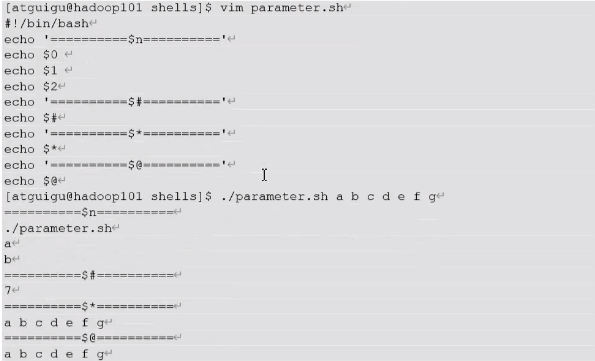 [atguigu@hadoop101 shells]$ vim parameter.sh↵
#!/bin/bash
echo '==========$n=========='↵
echo $0 ↵
echo $1 ↵
echo $2↵
echo '==========$#=========='↵
echo $#↵
echo '==========$*=========='↵
echo $*↵
echo '==========$@=========='↵
echo $@↵
[atguigu@hadoop101 shells]$ ./parameter.sh a b c d e f g↵
==========$n==========↵
./parameter.sh↵
a↵
b↵
==========$#==========↵
7↵
==========$*==========↵
a b c d e f g↵
==========$@==========↵
a b c d e f g↵